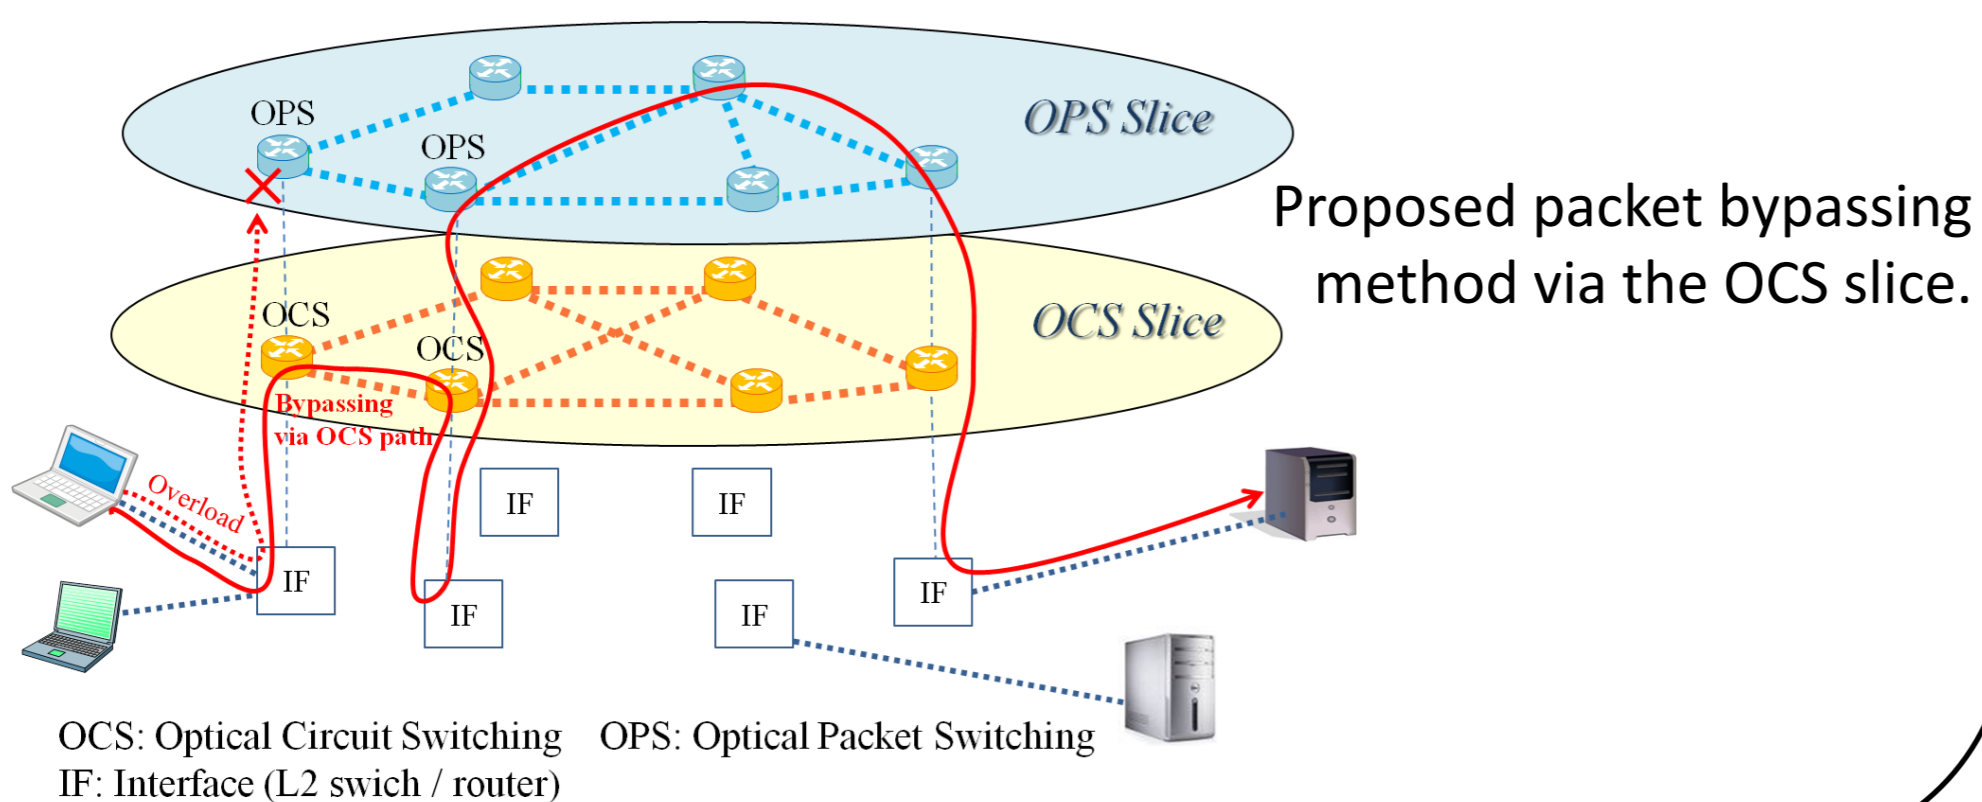 OPS
OPS
OPS Slice
Proposed packet bypassing
method via the OCS slice.
OCS
OCS
OCS Slice
Bypassing
via OCS path
Overload
IF
IF
IF
IF
IF
IF
OCS: Optical Circuit Switching OPS: Optical Packet Switching
IF: Interface (L2 swich / router)